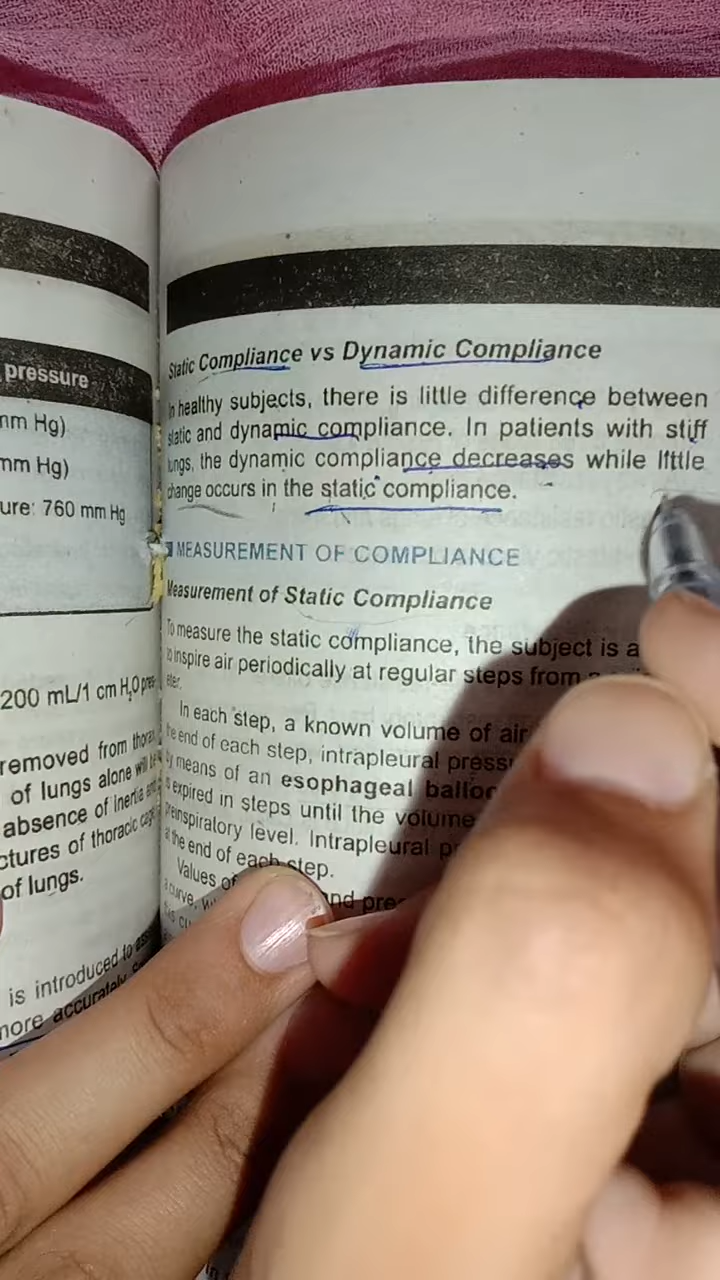 pressure
mm Hg)
mm Hg)
ure: 760 mm Hg
200 mL/1 cm H₂O
removed from
of lungs alone will
absence of inertia
ctures of thoracic
of lungs.
is introduced to
more accurately
Static Compliance vs Dynamic Compliance
In healthy subjects, there is little difference between
static and dynamic compliance. In patients with stiff
lungs, the dynamic compliance decreases while little
change occurs in the static compliance.
MEASUREMENT OF COMPLIANCE
Measurement of Static Compliance
To measure the static compliance, the subject is a
to inspire air periodically at regular steps from
In each step, a known volume of air
the end of each step, intrapleural
by means of an esophageal
is expired in steps until the volume
preinspiratory level. Intrapleural
at the end of each step.
Values of